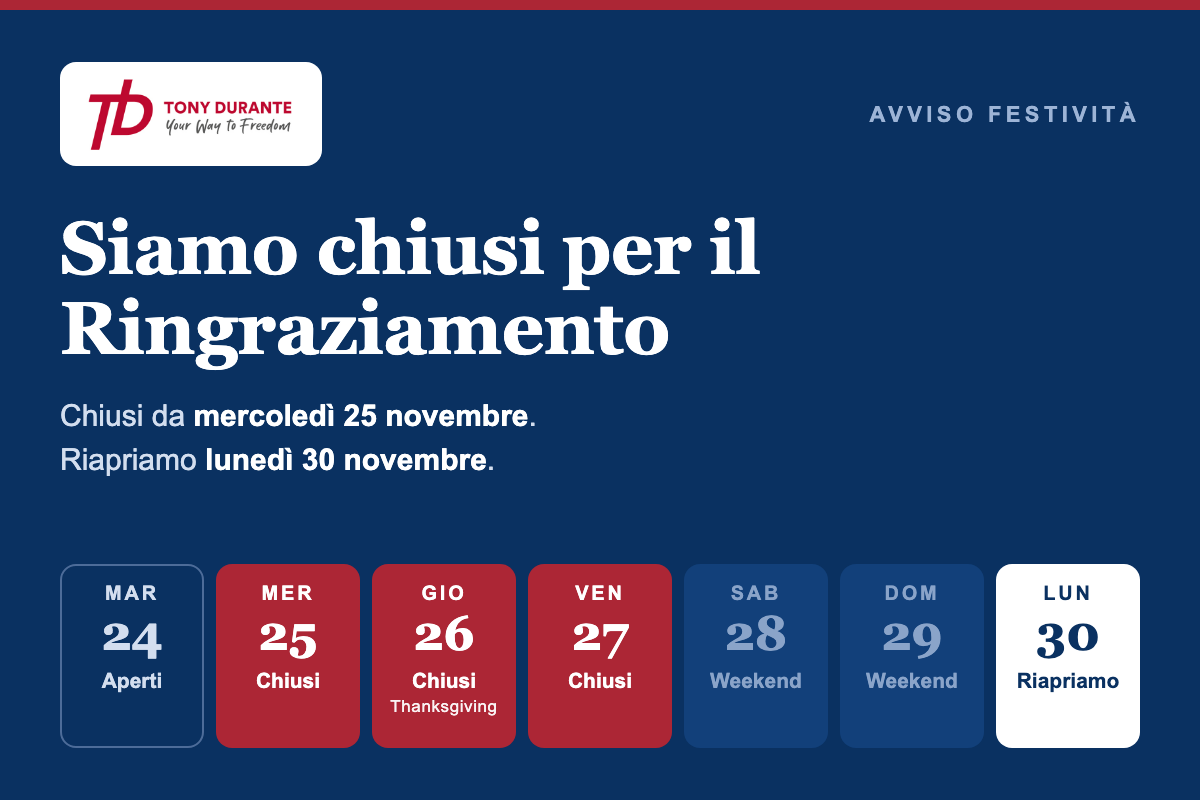 TONY DURANTE
Your Way to Freedom
AVVISO FESTIVITÀ
Siamo chiusi per il
Ringraziamento
Chiusi da mercoledì 25 novembre.
Riapriamo lunedì 30 novembre.
MAR
24
Aperti
MER
25
Chiusi
GIO
26
Chiusi
Thanksgiving
VEN
27
Chiusi
SAB
28
Weekend
DOM
29
Weekend
LUN
30
Riapriamo